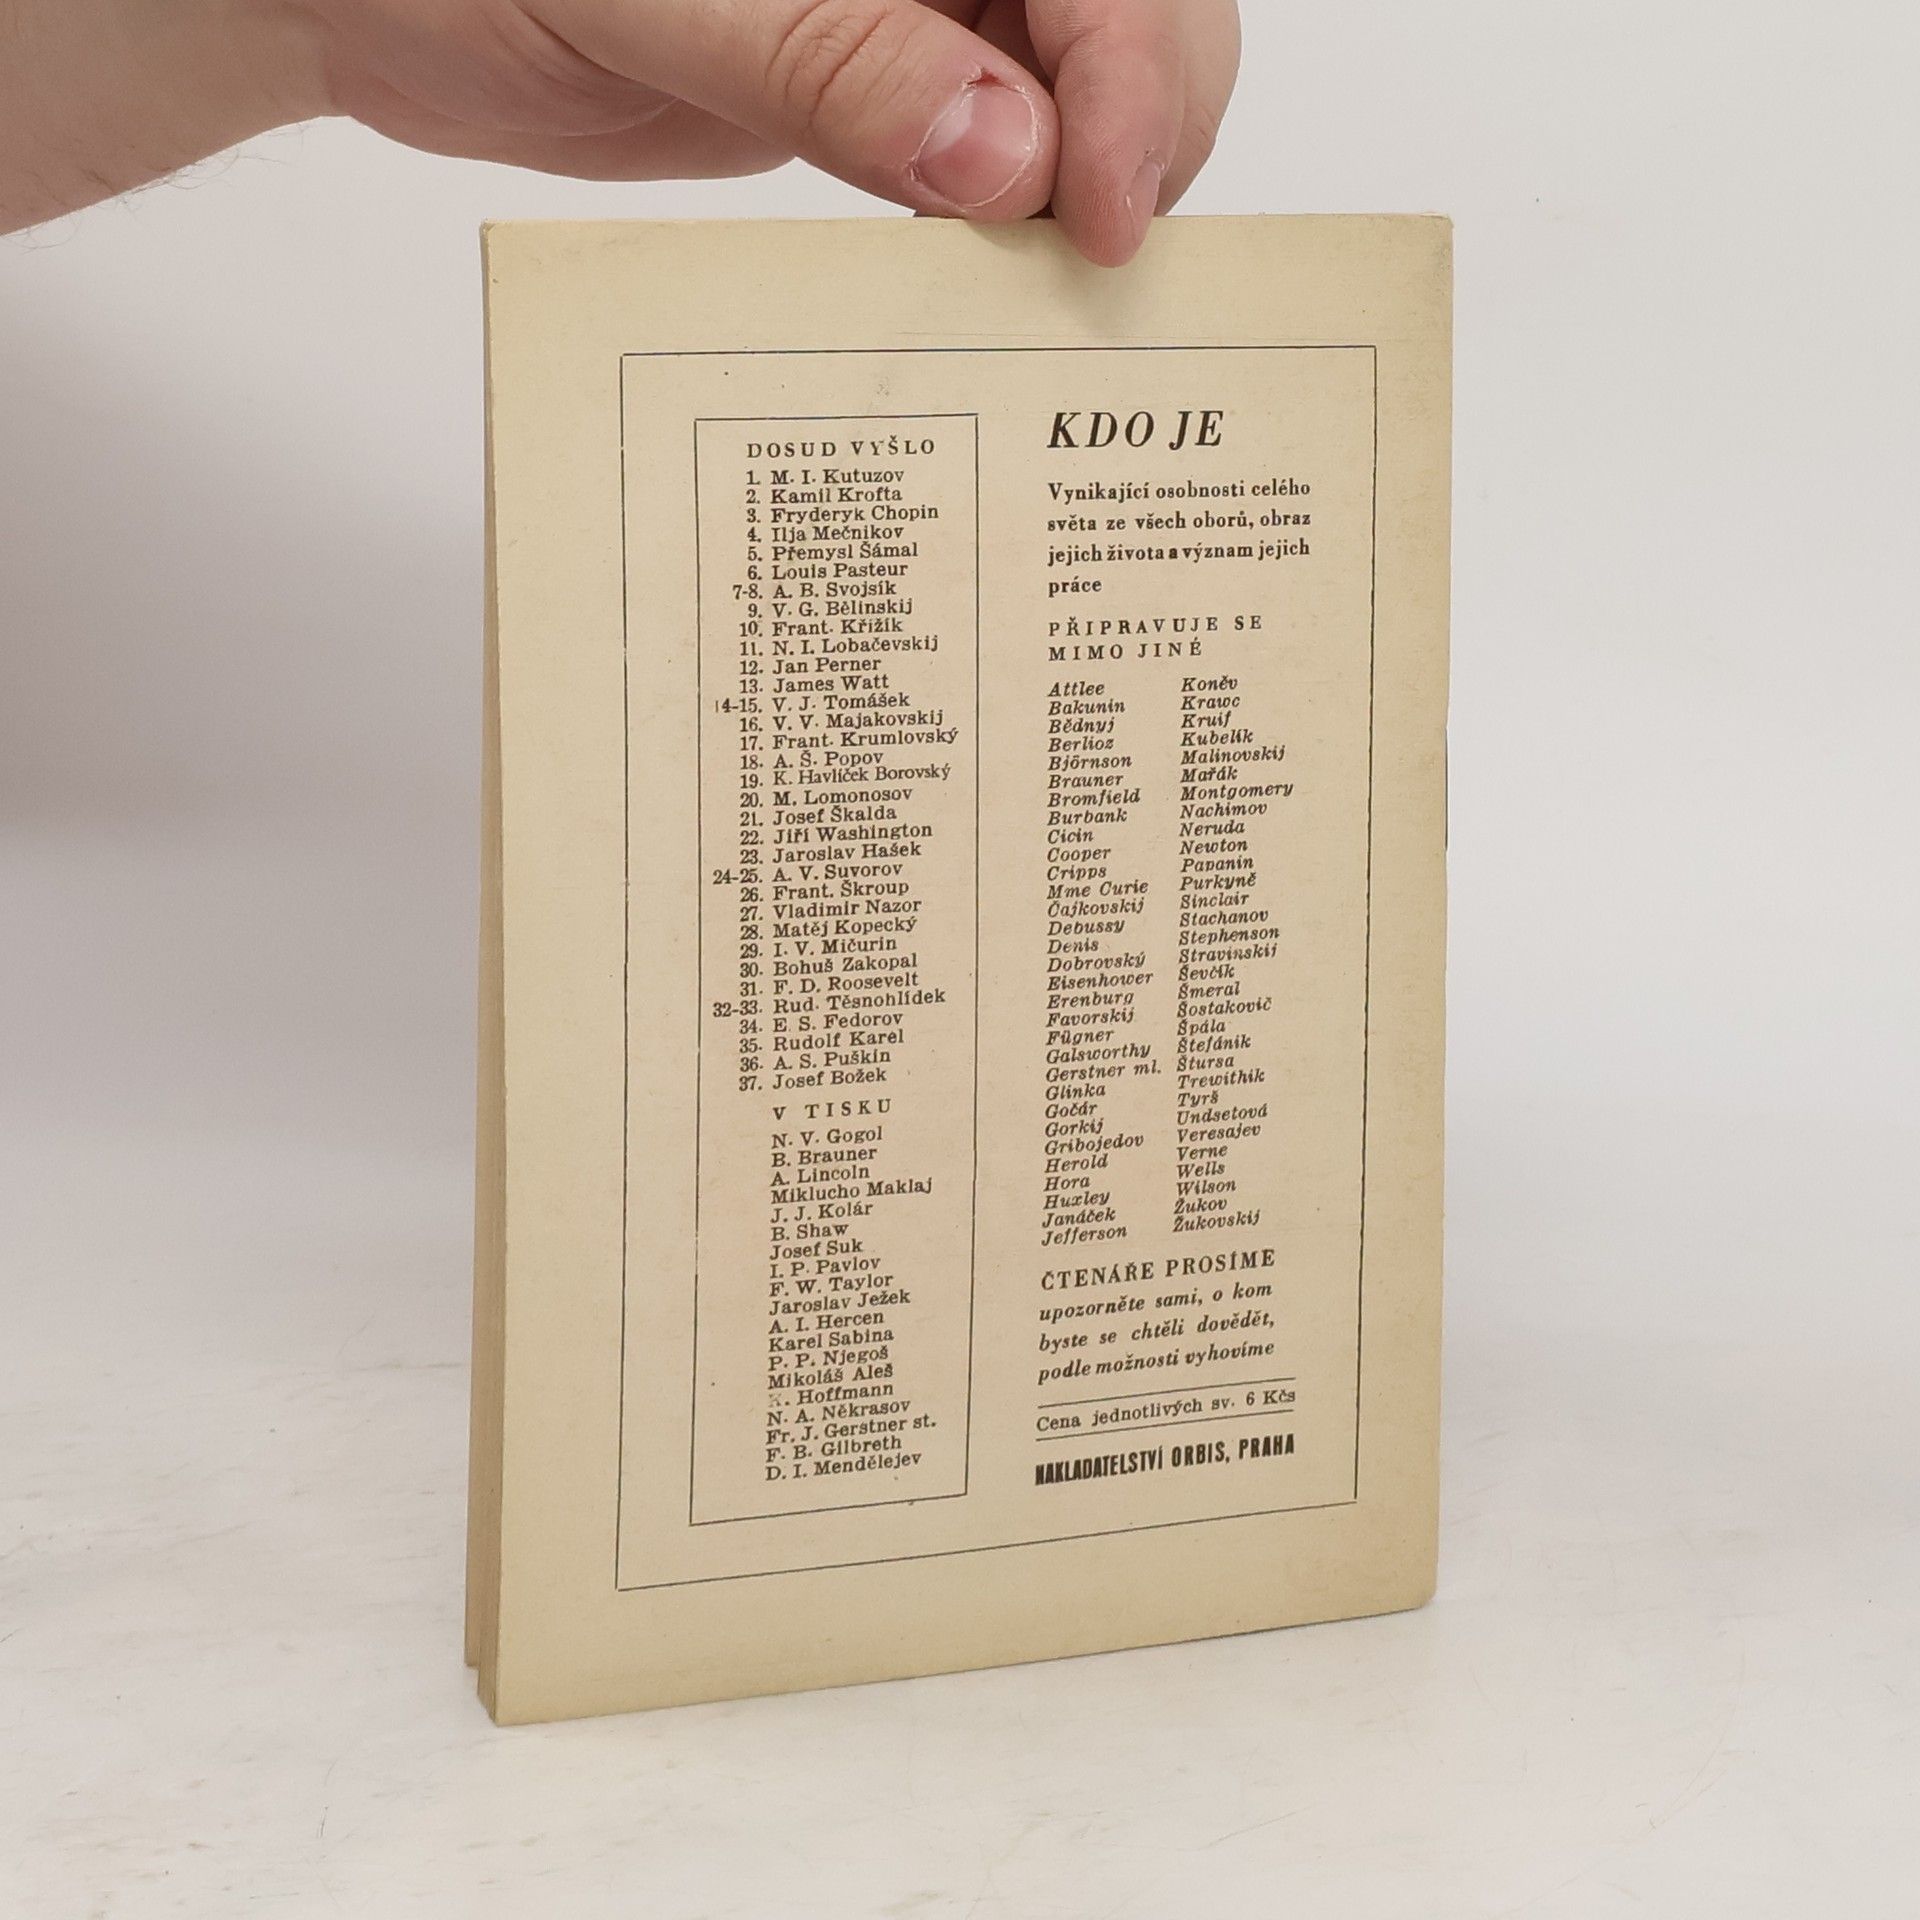 DOSUD VYŠLO
1. M. I. Kutuzov
2. Kamil Krofta
3. Fryderyk Chopin
4. Ilja Mečnikov
5. Přemysl Šámal
6. Louis Pasteur
7-8. A. B. Svojsík
9. V. G. Bělinskij
10. Frant. Křižík
11. N. I. Lobačevskij
12. Jan Perner
13. James Watt
14-15. V. J. Tomášek
16. V. V. Majakovskij
17. Frant. Krumlovský
18. A. Š. Popov
19. K. Havlíček Borovský
20. M. Lomonosov
21. Josef Škalda
22. Jiří Washington
23. Jaroslav Hašek
24-25. A. V. Suvorov
26. Frant. Škroup
27. Vladimir Nazor
28. Matěj Kopecký
29. I. V. Mičurin
30. Bohuš Zakopal
31. F. D. Roosevelt
32-33. Rud. Těsnohlídek
34. E. S. Fedorov
35. Rudolf Karel
36. A. S. Puškin
37. Josef Božek
V TISKU
N. V. Gogol
B. Brauner
A. Lincoln
Miklucho Maklaj
J. J. Kolár
B. Shaw
Josef Suk
I. P. Pavlov
F. W. Taylor
Jaroslav Ježek
A. I. Hercen
Karel Sabina
P. P. Njegoš
Mikoláš Aleš
K. Hoffmann
N. A. Někrasov
Fr. J. Gerstner st.
F. B. Gilbreth
D. I. Mendělejev
KDO JE
Vynikající osobnosti celého
světa ze všech oborů, obraz
jejich života a význam jejich
práce
PŘIPRAVUJE SE
MIMO JINÉ
Attlee
Bakunin
Bědnyj
Berlioz
Björnson
Brauner
Bromfield
Burbank
Cicin
Cooper
Cripps
Mme Curie
Čajkovskij
Debussy
Denis
Dobrovský
Eisenhower
Erenburg
Favorskij
Fügner
Galsworthy
Gerstner ml.
Glinka
Gočár
Gorkij
Gribojedov
Herold
Hora
Huxley
Janáček
Jefferson
Koněv
Krawc
Kruif
Kubelík
Malinovskij
Mařák
Montgomery
Nachimov
Neruda
Newton
Papanin
Purkyně
Sinclair
Stachanov
Stephenson
Stravinskij
Ševčík
Šmeral
Šostakovič
Špála
Štefánik
Štursa
Trewithik
Tyrš
Undsetová
Veresajev
Verne
Wells
Wilson
Žukov
Žukovskij
ČTENÁŘE PROSÍME
upozorněte sami, o kom
byste se chtěli dovědět,
podle možnosti vyhovíme
Cena jednotlivých sv. 6 Kčs
NAKLADATELSTVÍ ORBIS, PRAHA